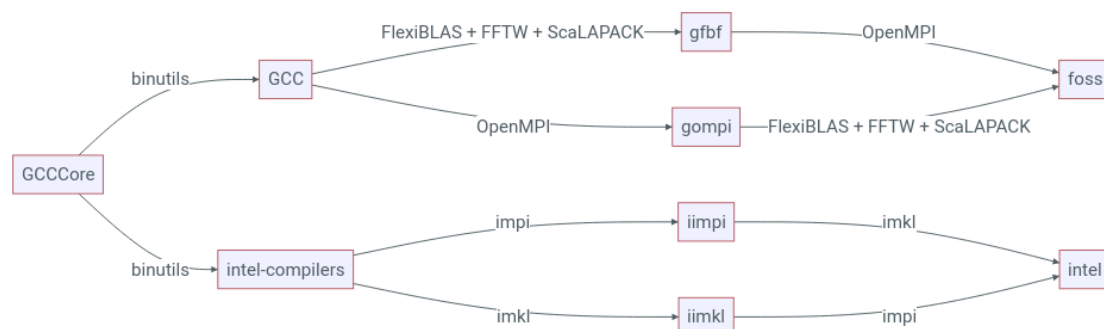 FlexiBLAS + FFTW + ScaLAPACK
gfbf
OpenMPI
binutils
GCC
foss
OpenMPI
gompi
FlexiBLAS + FFTW + ScaLAPACK
GCCCore
impi
iimpi
imkl
binutils
intel-compilers
intel
imkl
iimkl
impi